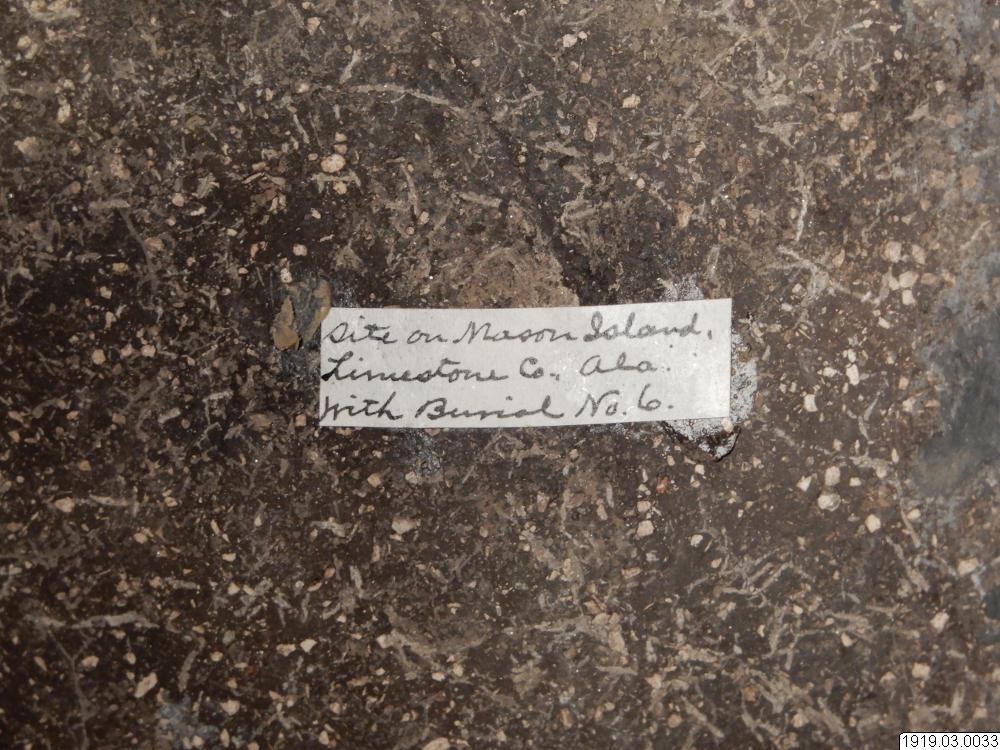 Site on Mason Island,
Limestone Co., Ala.
With Burial No. 6.
1919.03.0033